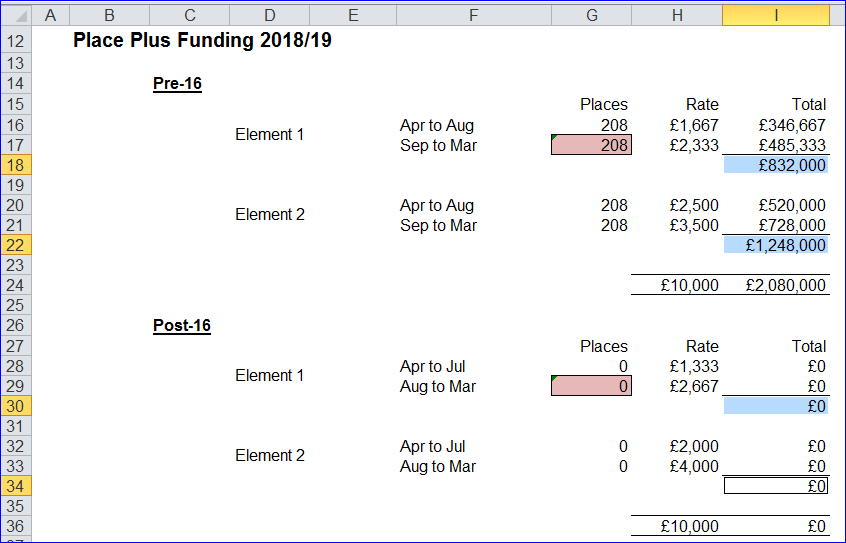 A B C D E F G H I
12 Place Plus Funding 2018/19
13
14 Pre-16
15 Places Rate Total
16 Apr to Aug 208 £1,667 £346,667
Element 1
17 Sep to Mar 208 £2,333 £485,333
18 £832,000
19
20 Apr to Aug 208 £2,500 £520,000
Element 2
21 Sep to Mar 208 £3,500 £728,000
22 £1,248,000
23
24 £10,000 £2,080,000
25
26 Post-16
27 Places Rate Total
28 Apr to Jul 0 £1,333 £0
Element 1
29 Aug to Mar 0 £2,667 £0
30 £0
31
32 Apr to Jul 0 £2,000 £0
Element 2
33 Aug to Mar 0 £4,000 £0
34 £0
35
36 £10,000 £0